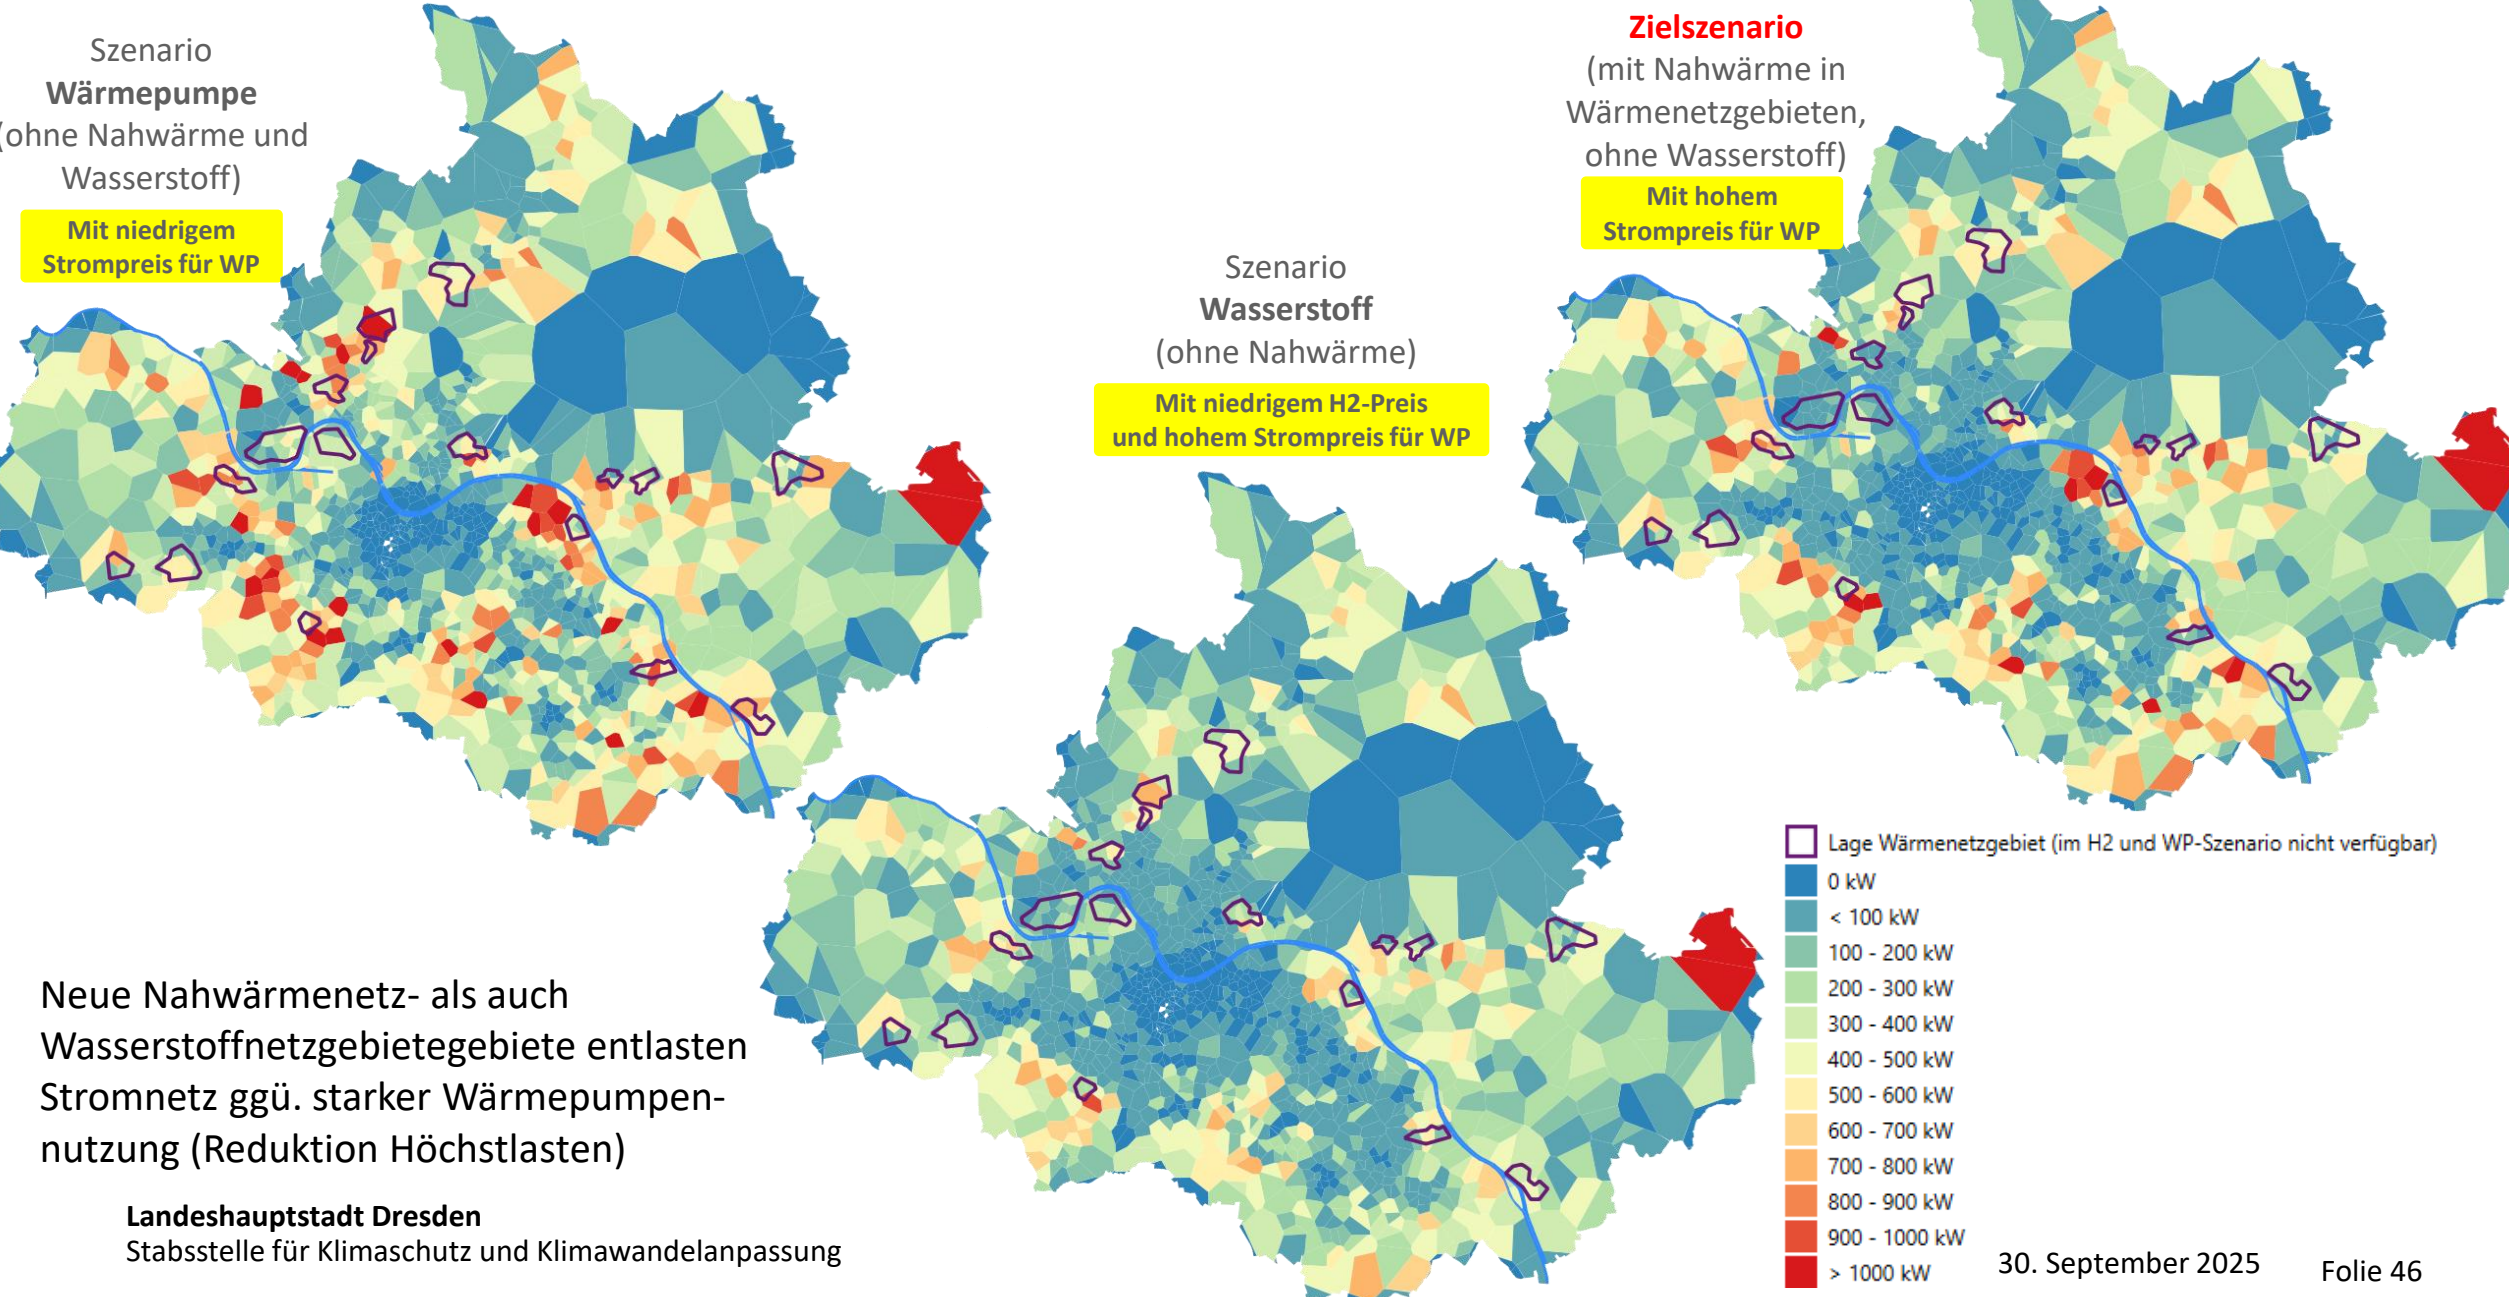 Szenario
Wärmepumpe
(ohne Nahwärme und
Wasserstoff)
Mit niedrigem
Strompreis für WP
Szenario
Wasserstoff
(ohne Nahwärme)
Mit niedrigem H2-Preis
und hohem Strompreis für WP
Zielszenario
(mit Nahwärme in
Wärmenetzgebieten,
ohne Wasserstoff)
Mit hohem
Strompreis für WP
Lage Wärmenetzgebiet (im H2 und WP-Szenario nicht verfügbar)
0 kW
< 100 kW
100 - 200 kW
200 - 300 kW
300 - 400 kW
400 - 500 kW
500 - 600 kW
600 - 700 kW
700 - 800 kW
800 - 900 kW
900 - 1000 kW
> 1000 kW
Neue Nahwärmenetz- als auch
Wasserstoffnetzgebietegebiete entlasten
Stromnetz ggü. starker Wärmepumpen-
nutzung (Reduktion Höchstlasten)
Landeshauptstadt Dresden
Stabsstelle für Klimaschutz und Klimawandelanpassung
30. September 2025
Folie 46